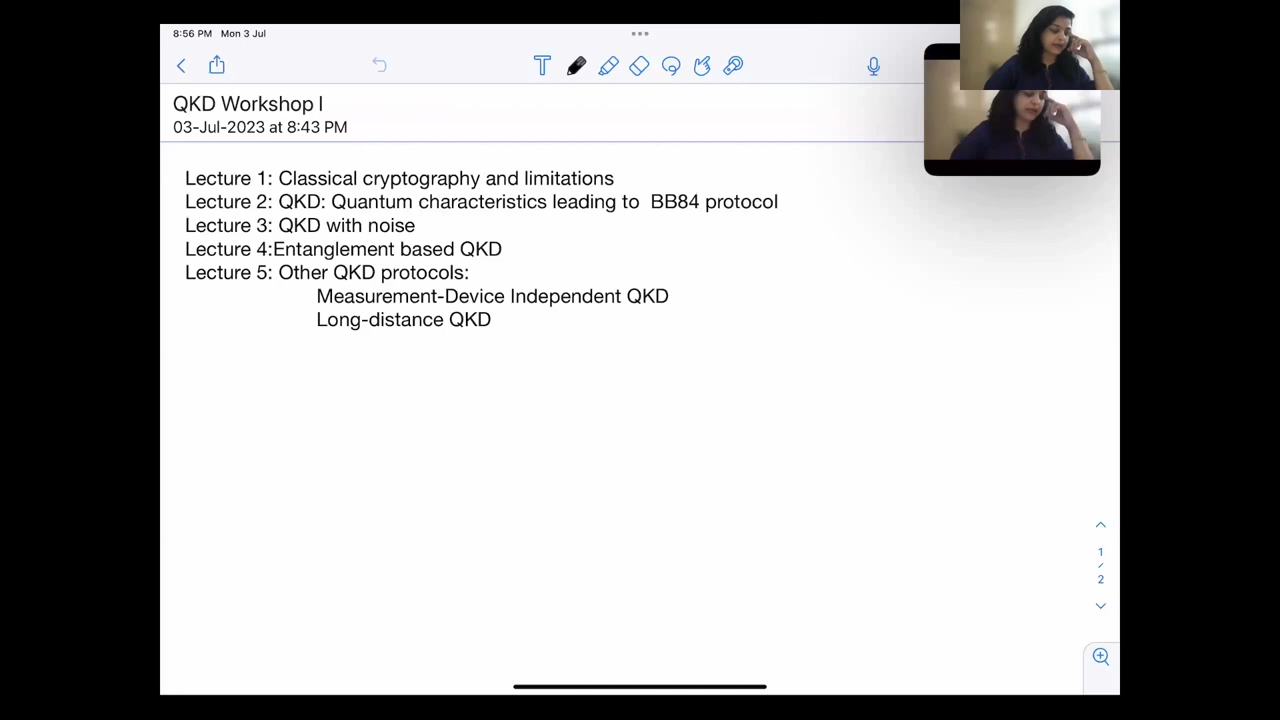 8:56 PM Mon 3 Jul
QKD Workshop I
03-Jul-2023 at 8:43 PM
Lecture 1: Classical cryptography and limitations
Lecture 2: QKD: Quantum characteristics leading to  BB84 protocol
Lecture 3: QKD with noise
Lecture 4:Entanglement based QKD
Lecture 5: Other QKD protocols:
Measurement-Device Independent QKD
Long-distance QKD
1
/
2